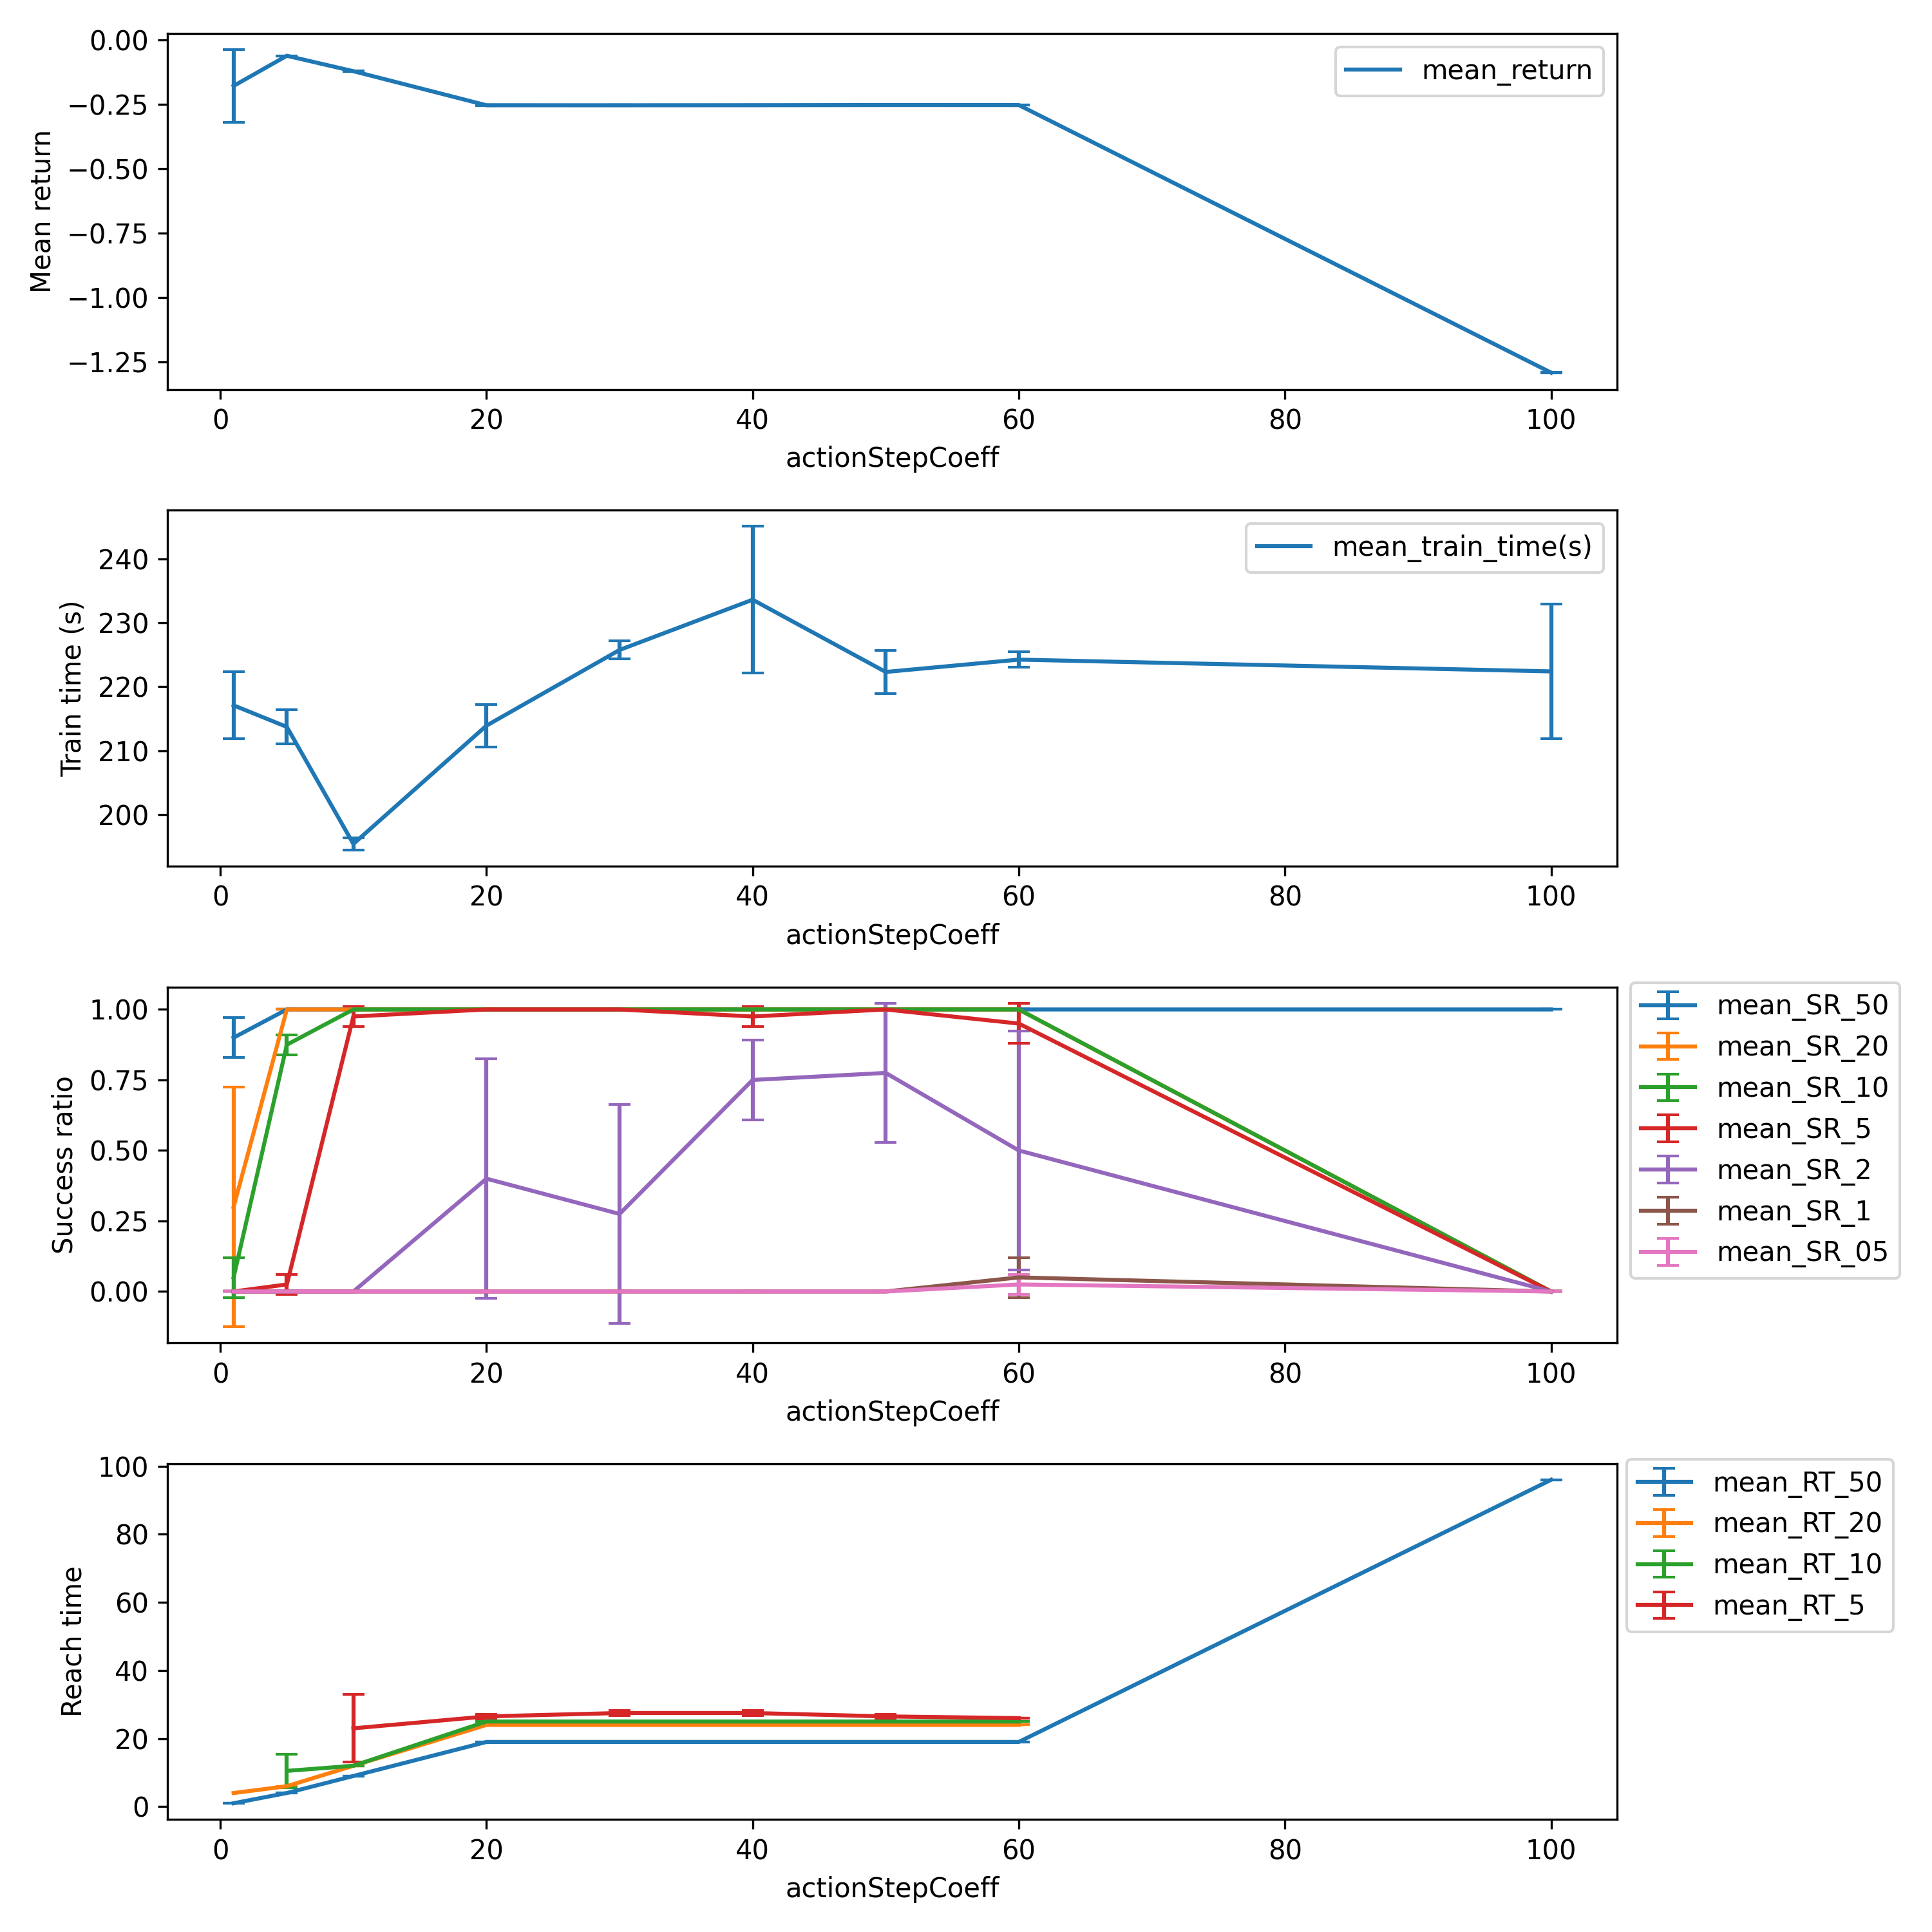 0.00
−0.25
−0.50
−0.75
−1.00
−1.25
Mean return
mean_return
0 20 40 60 80 100
actionStepCoeff
240
230
220
210
200
Train time (s)
mean_train_time(s)
0 20 40 60 80 100
actionStepCoeff
1.00
0.75
0.50
0.25
0.00
Success ratio
mean_SR_50
mean_SR_20
mean_SR_10
mean_SR_5
mean_SR_2
mean_SR_1
mean_SR_05
0 20 40 60 80 100
actionStepCoeff
100
80
60
40
20
0
Reach time
mean_RT_50
mean_RT_20
mean_RT_10
mean_RT_5
0 20 40 60 80 100
actionStepCoeff